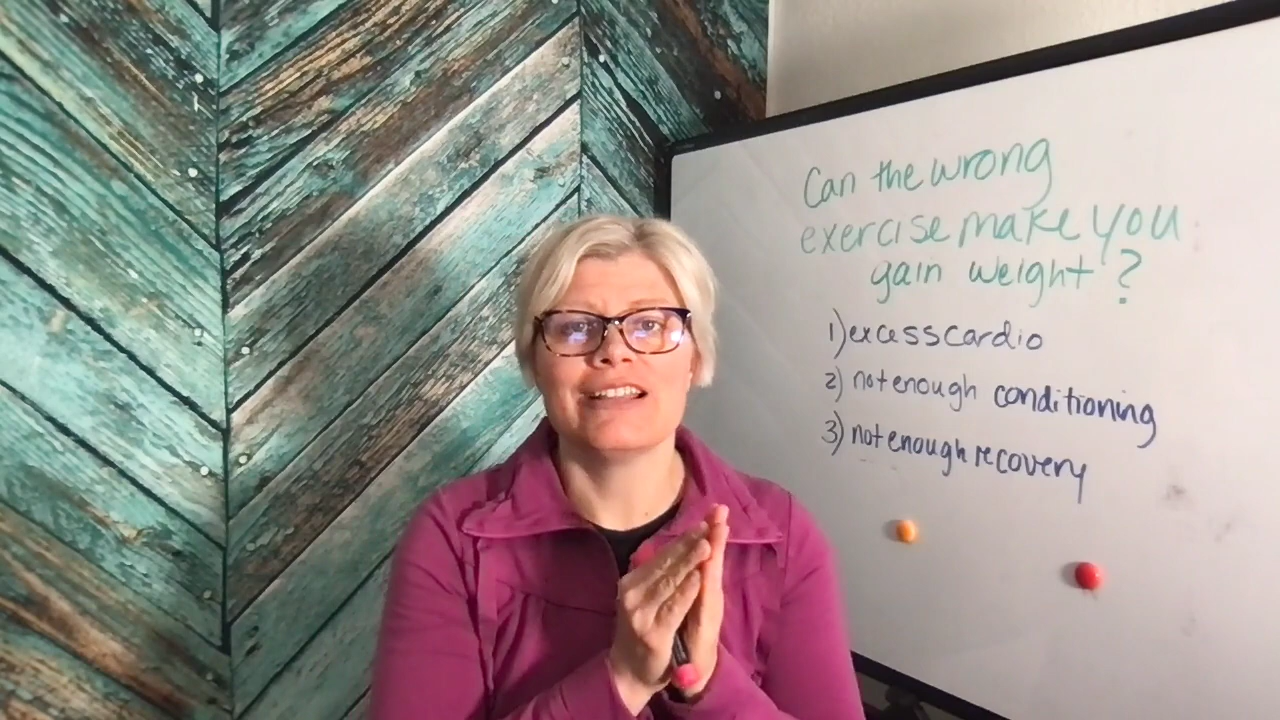 Can the wrong
exercise make you
gain weight?
1) excess cardio
2) not enough conditioning
3) not enough recovery